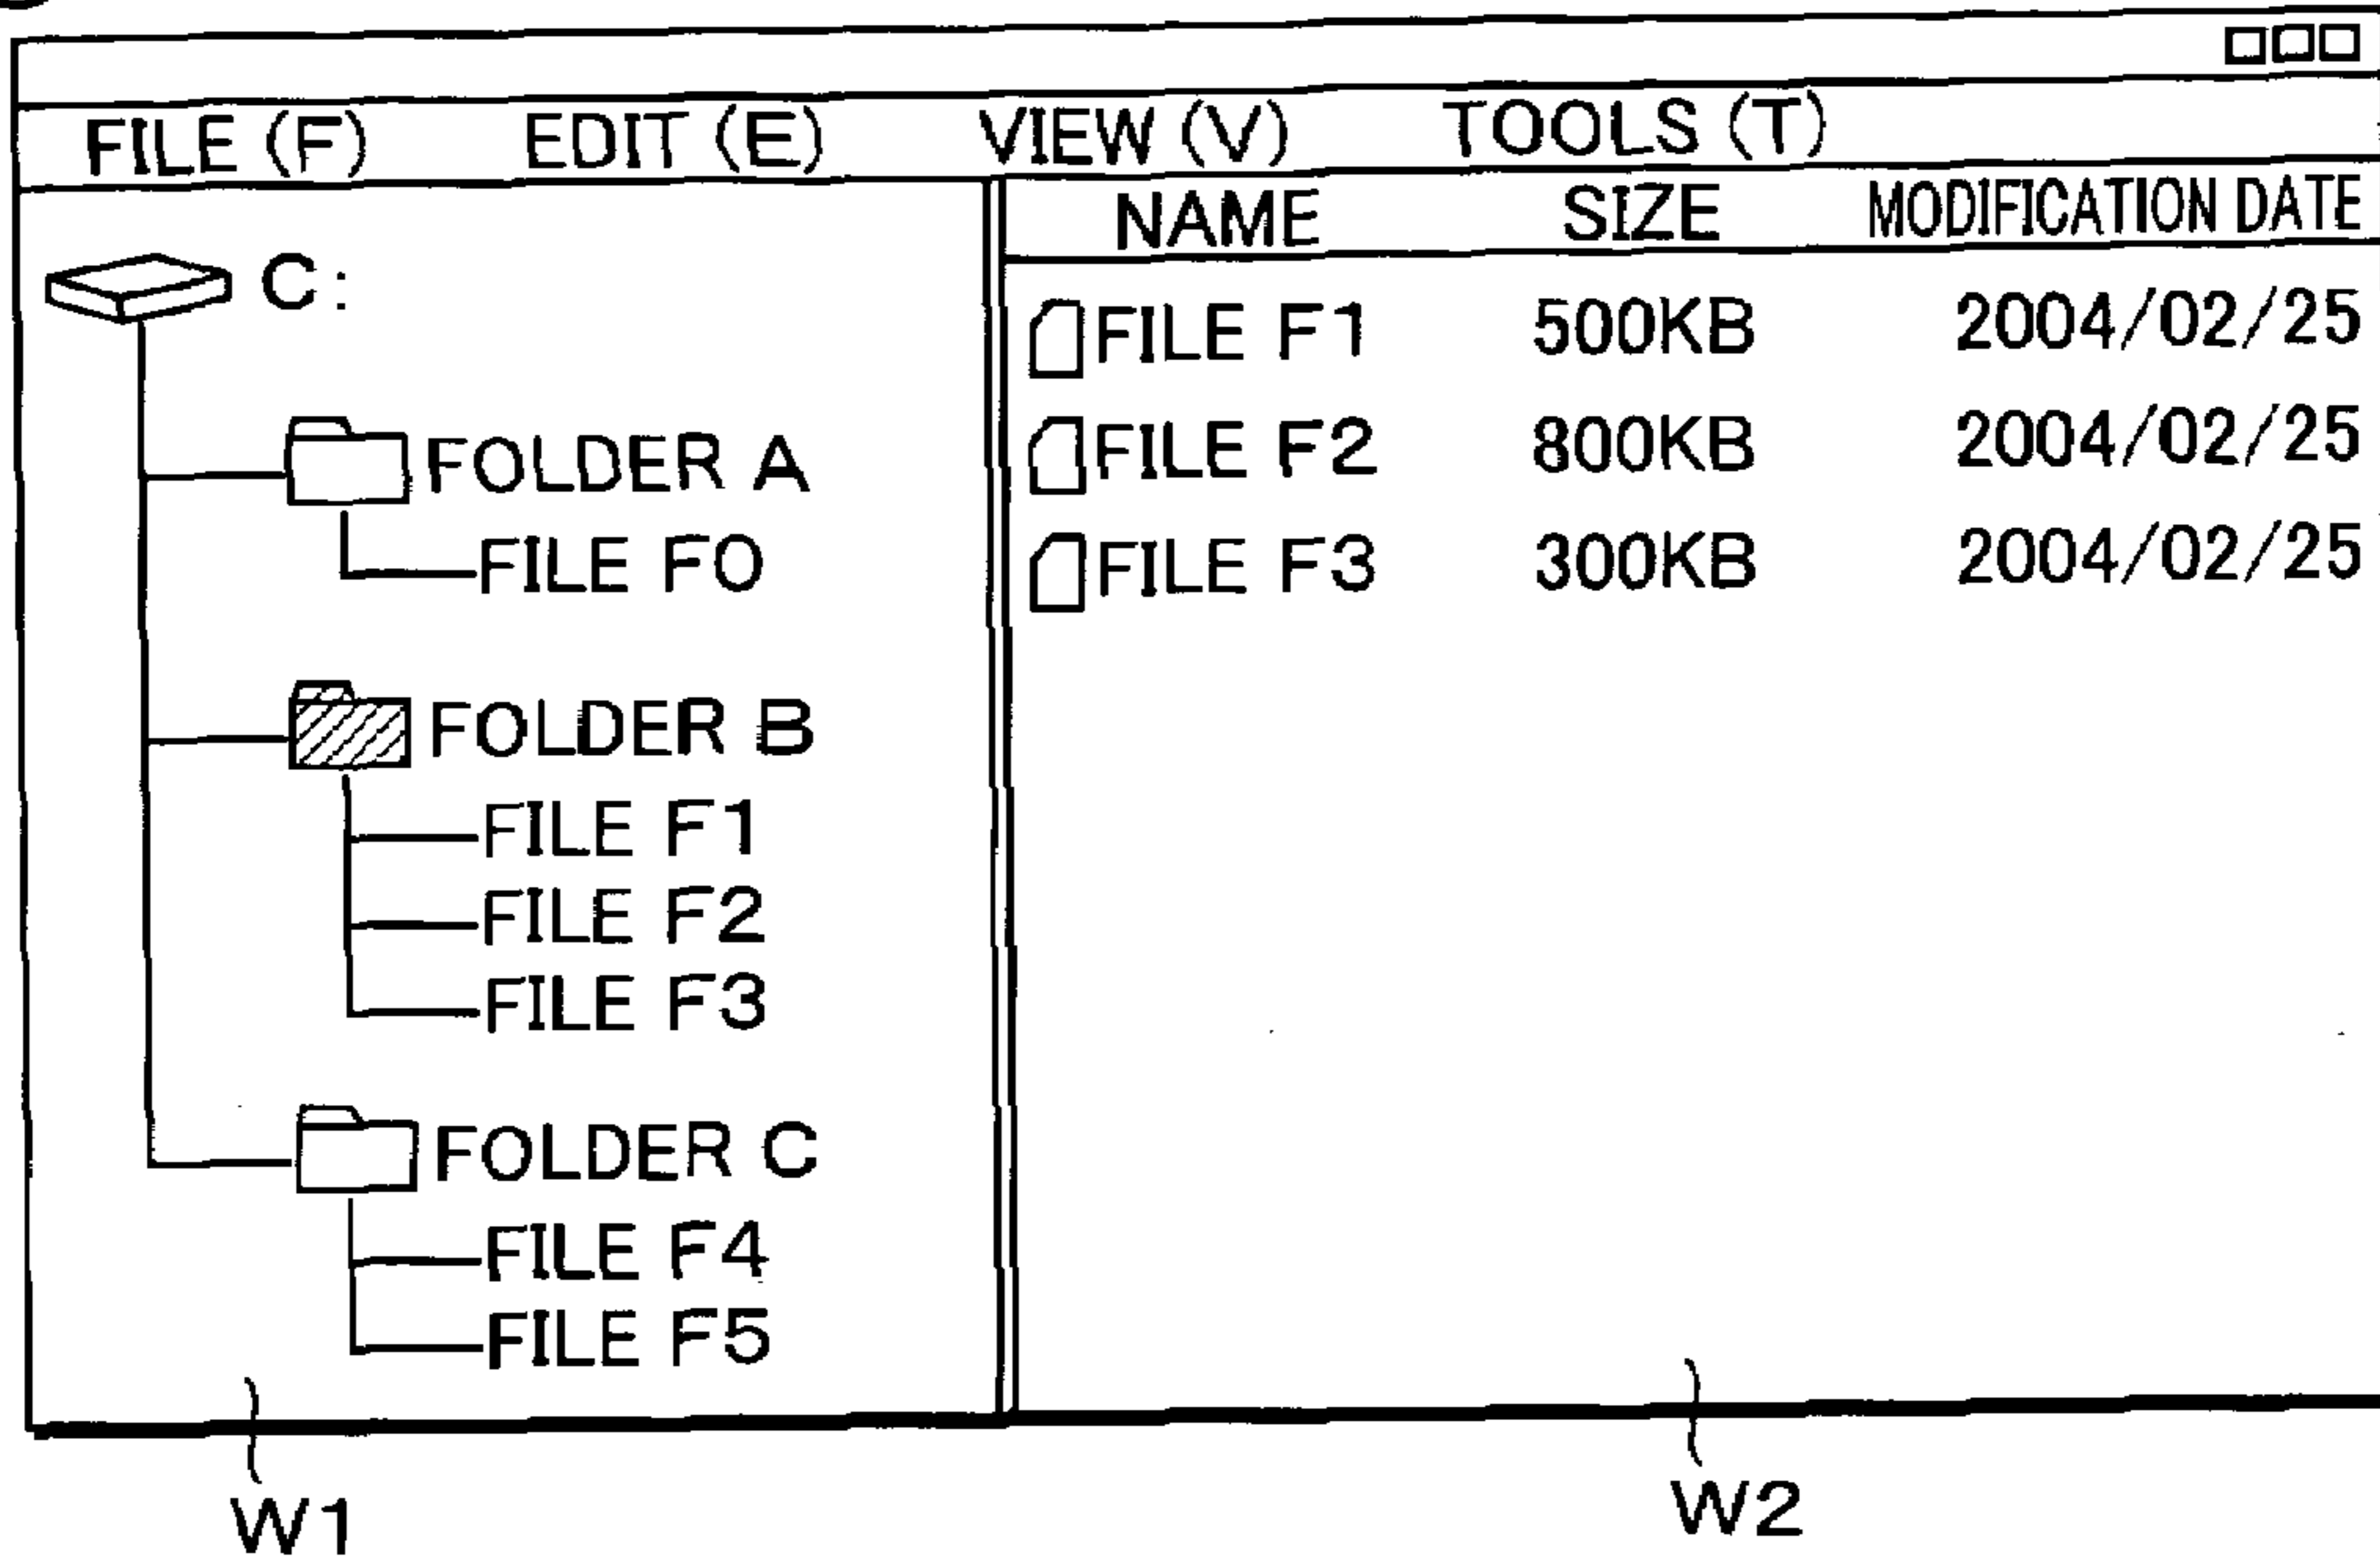 FILE (F) EDIT (E) VIEW (V) TOOLS (T)
NAME SIZE MODIFICATION DATE
C:
FOLDER A
FILE F0
FOLDER B
FILE F1
FILE F2
FILE F3
FOLDER C
FILE F4
FILE F5
FILE F1 500KB 2004/02/25
FILE F2 800KB 2004/02/25
FILE F3 300KB 2004/02/25
W1
W2